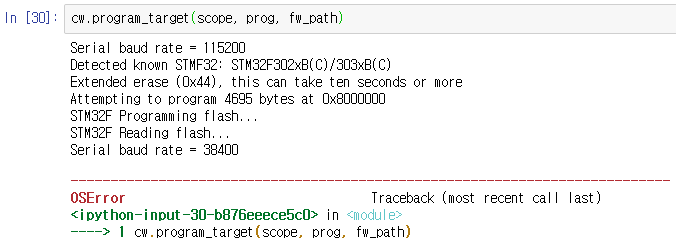 In [30]: cw.program_target(scope, prog, fw_path)
Serial baud rate = 115200
Detected known STMF32: STM32F302xB(C)/303xB(C)
Extended erase (0x44), this can take ten seconds or more
Attempting to program 4695 bytes at 0x8000000
STM32F Programming flash...
STM32F Reading flash...
Serial baud rate = 38400
---------------------------------------------------------------------------
OSError Traceback (most recent call last)
<ipython-input-30-b876eeece5c0> in <module>
----> 1 cw.program_target(scope, prog, fw_path)